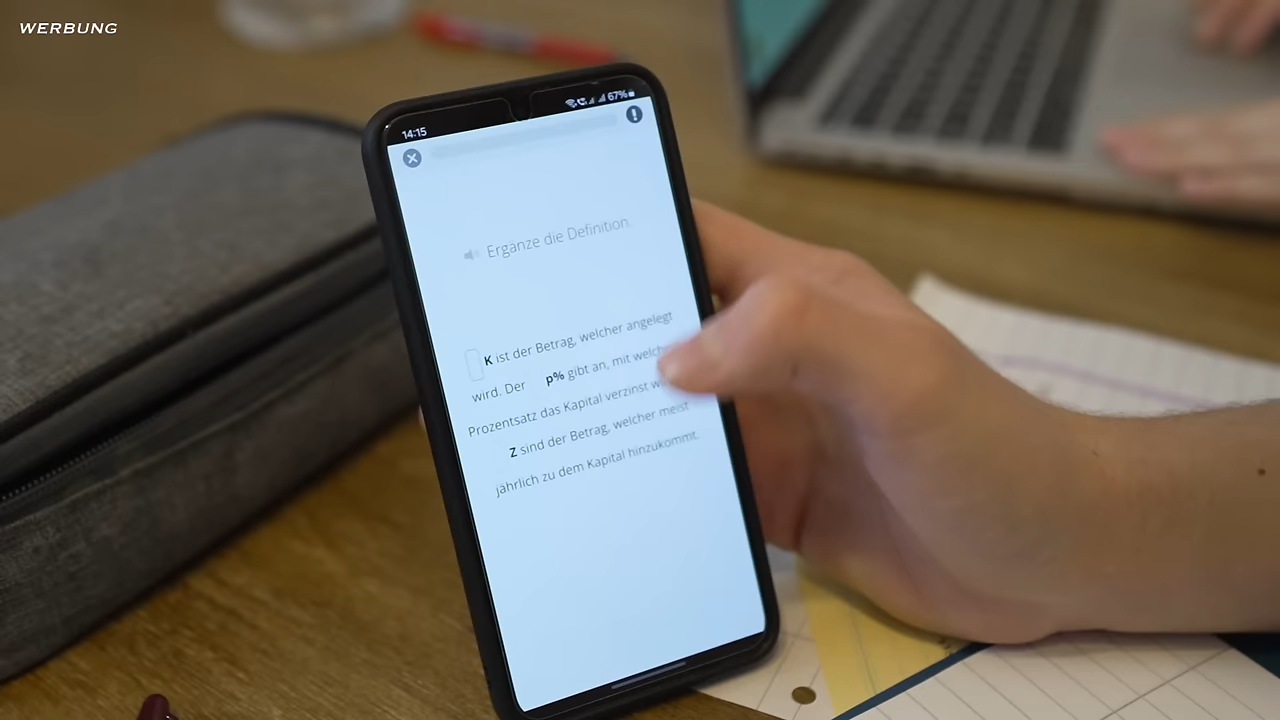 WERBUNG
14:15
67%
Ergänze die Definition
K ist der Betrag, welcher angelegt
wird. Der p% gibt an, mit
Prozentsatz das Kapital verzinst
Z sind der Betrag, welcher meist
jährlich zu dem Kapital hinzukommt.